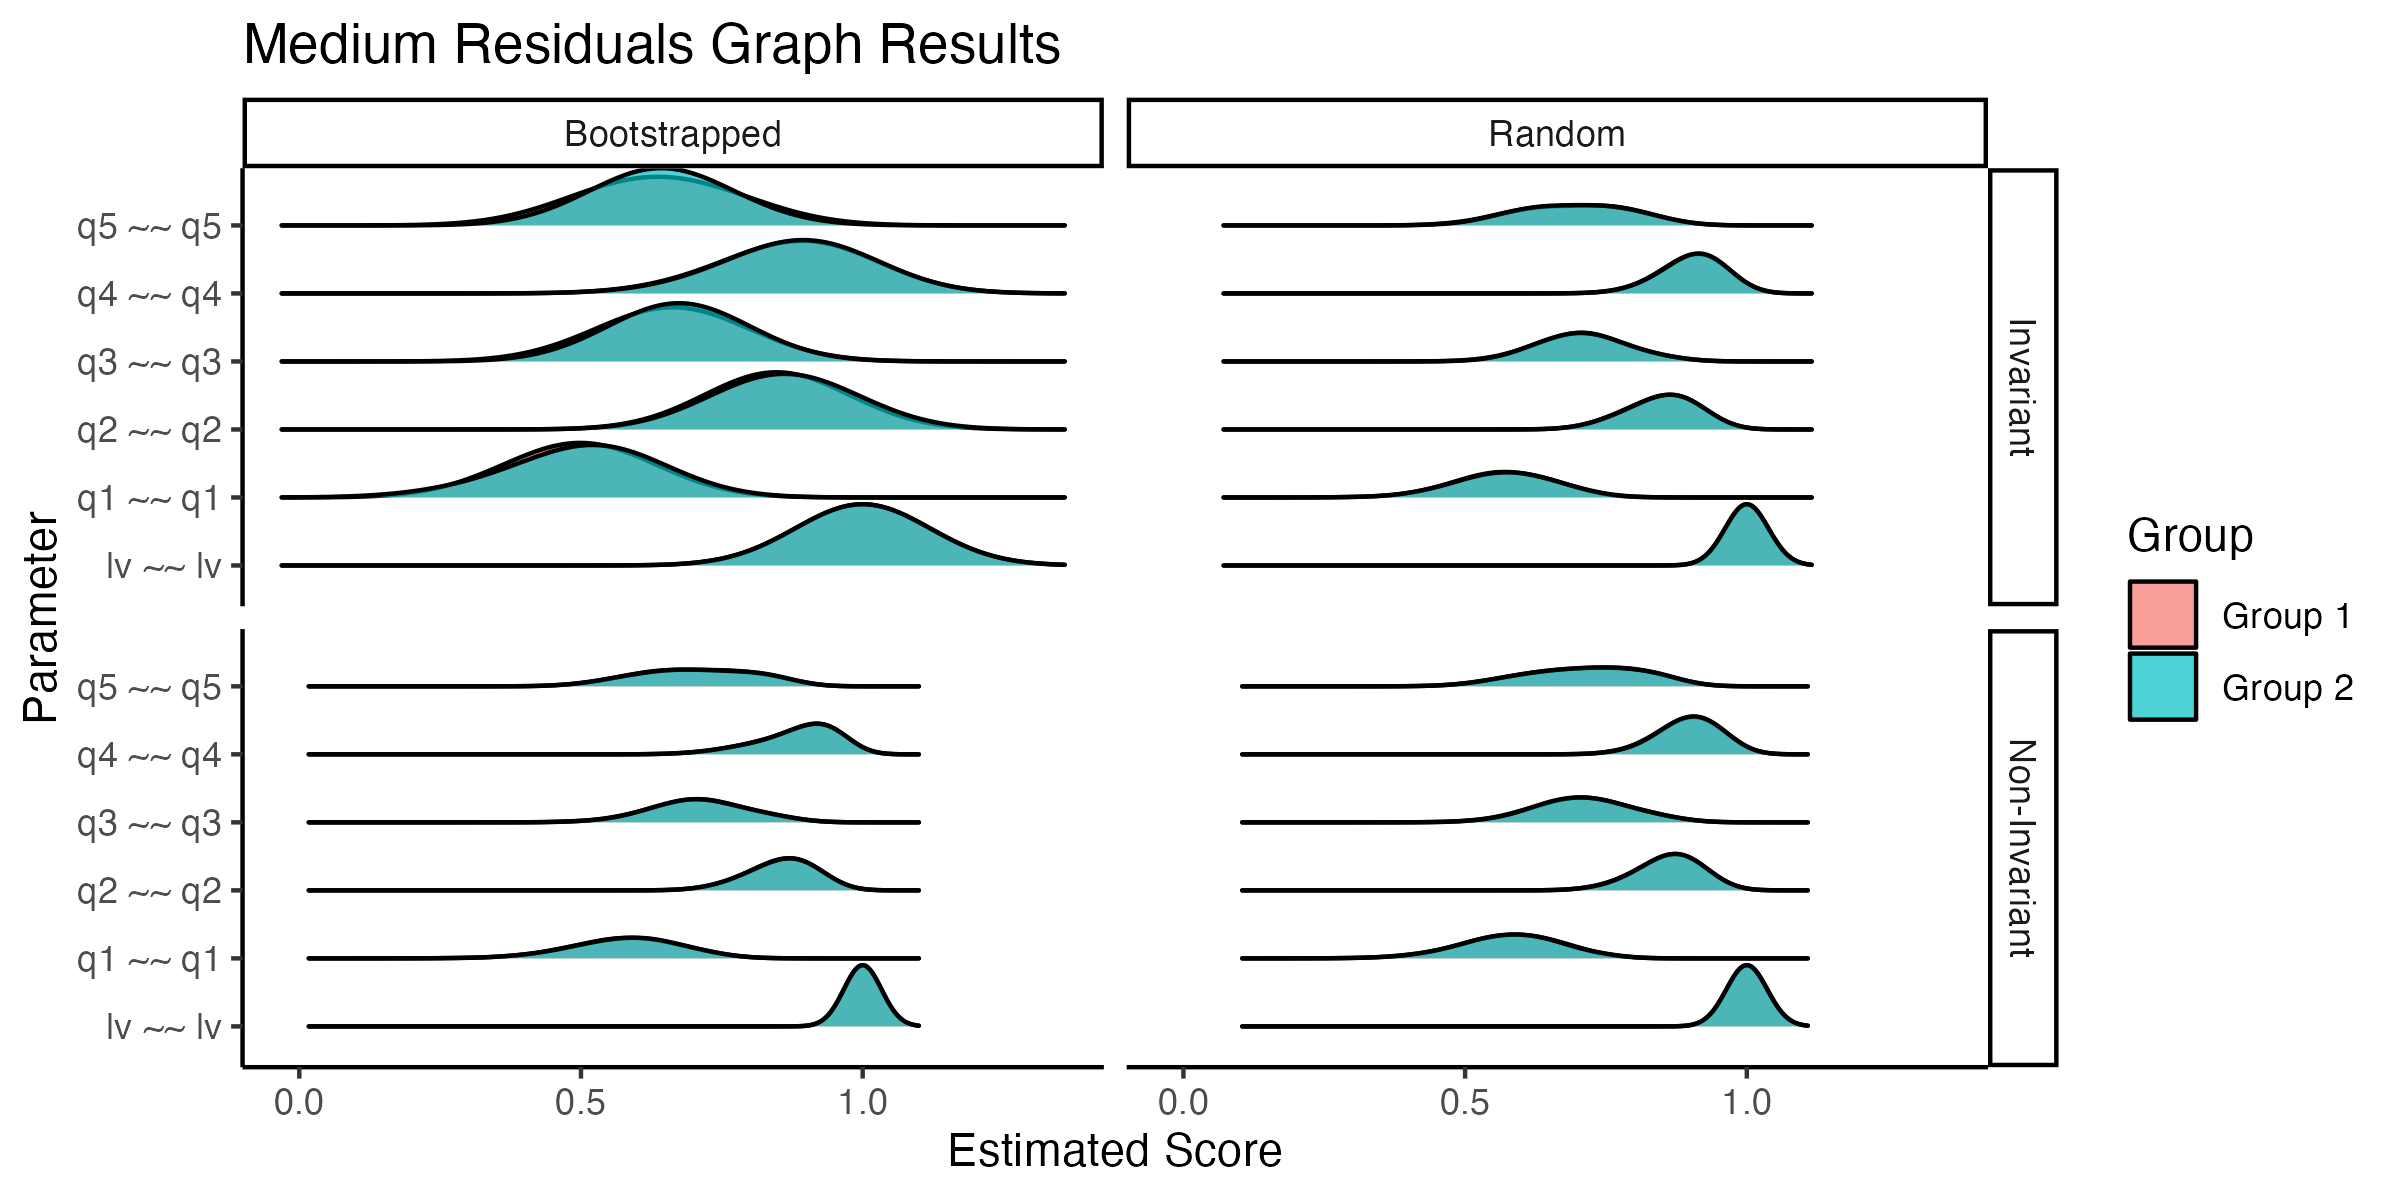 Medium Residuals Graph Results
Bootstrapped
Random
q5 ~~ q5
q4 ~~ q4
q3 ~~ q3
q2 ~~ q2
q1 ~~ q1
lv ~~ lv
Invariant
q5 ~~ q5
q4 ~~ q4
q3 ~~ q3
q2 ~~ q2
q1 ~~ q1
lv ~~ lv
Non-Invariant
Parameter
0.0 0.5 1.0
0.0 0.5 1.0
Estimated Score
Group
Group 1
Group 2